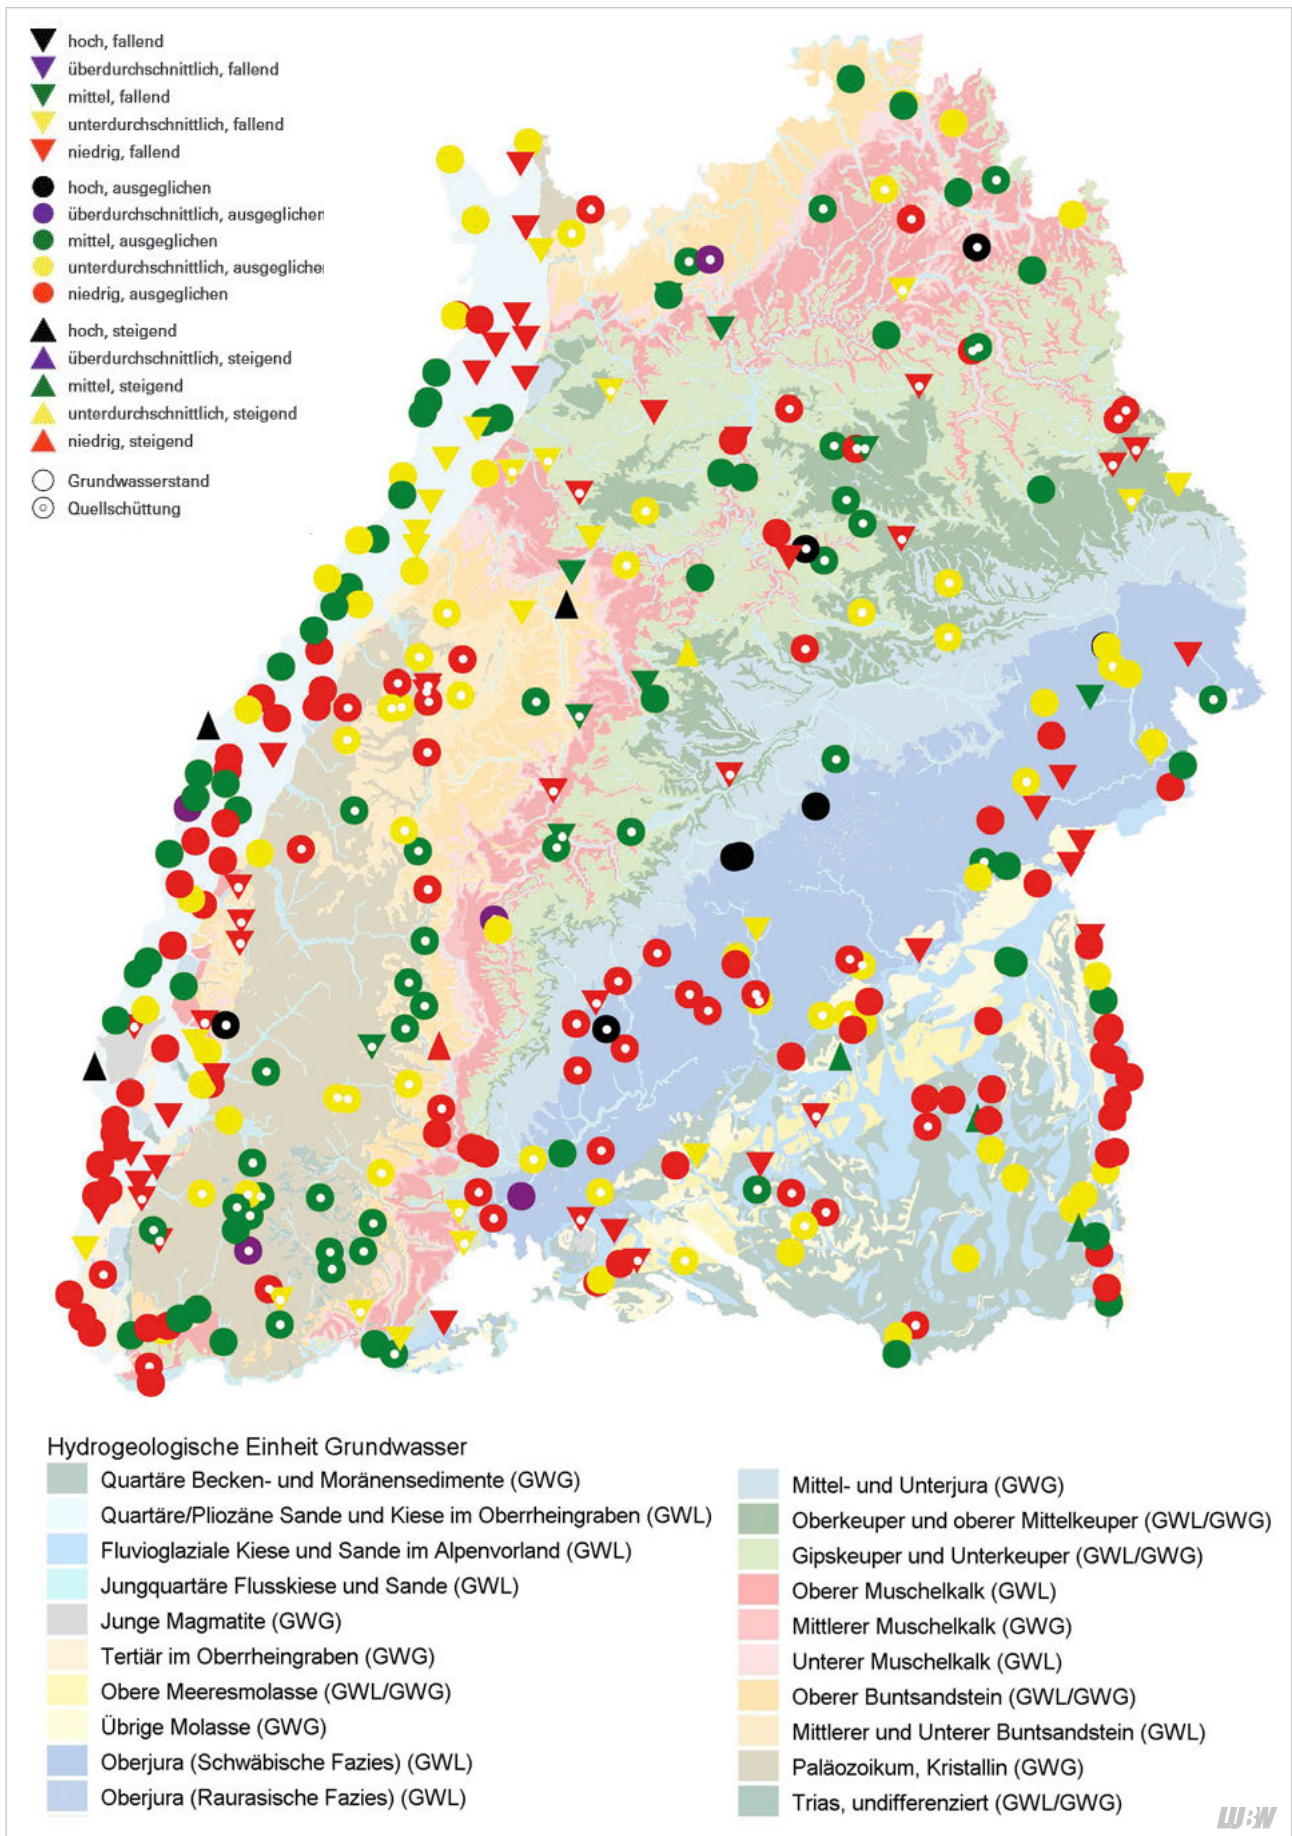 hoch, fallend
überdurchschnittlich, fallend
mittel, fallend
unterdurchschnittlich, fallend
niedrig, fallend
hoch, ausgeglichen
überdurchschnittlich, ausgeglichen
mittel, ausgeglichen
unterdurchschnittlich, ausgegliche
niedrig, ausgeglichen
hoch, steigend
überdurchschnittlich, steigend
mittel, steigend
unterdurchschnittlich, steigend
niedrig, steigend
Grundwasserstand
Quellschüttung
Hydrogeologische Einheit Grundwasser
Quartäre Becken- und Moränensedimente (GWG)
Quartäre/Pliozäne Sande und Kiese im Oberrheingraben (GWL)
Fluvioglaziale Kiese und Sande im Alpenvorland (GWL)
Jungquartäre Flusskiese und Sande (GWL)
Junge Magmatite (GWG)
Tertiär im Oberrheingraben (GWG)
Obere Meeresmolasse (GWL/GWG)
Übrige Molasse (GWG)
Oberjura (Schwäbische Fazies) (GWL)
Oberjura (Raurasische Fazies) (GWL)
Mittel- und Unterjura (GWG)
Oberkeuper und oberer Mittelkeuper (GWL/GWG)
Gipskeuper und Unterkeuper (GWL/GWG)
Oberer Muschelkalk (GWL)
Mittlerer Muschelkalk (GWG)
Unterer Muschelkalk (GWL)
Oberer Buntsandstein (GWL/GWG)
Mittlerer und Unterer Buntsandstein (GWL)
Paläozoikum, Kristallin (GWG)
Trias, undifferenziert (GWL/GWG)
LUBW